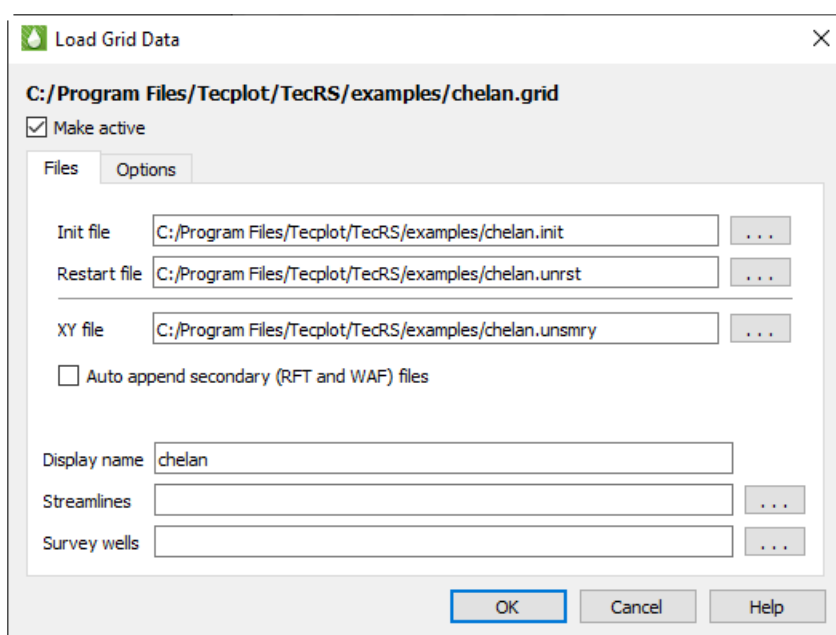 Load Grid Data
C:/Program Files/Tecplot/TecRS/examples/chelan.grid
Make active
Files Options
Init file C:/Program Files/Tecplot/TecRS/examples/chelan.init ...
Restart file C:/Program Files/Tecplot/TecRS/examples/chelan.unrst ...
XY file C:/Program Files/Tecplot/TecRS/examples/chelan.unsmry ...
Auto append secondary (RFT and WAF) files
Display name chelan
Streamlines ...
Survey wells ...
OK Cancel Help